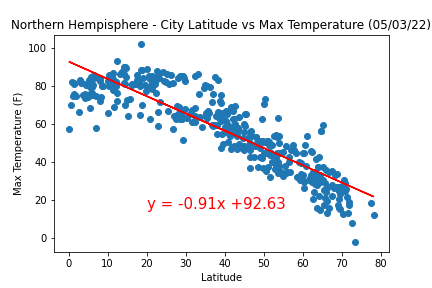 Northern Hempisphere - City Latitude vs Max Temperature (05/03/22)
100
80
60
40
20
0
Max Temperature (F)
y = -0.91x +92.63
0 10 20 30 40 50 60 70 80
Latitude